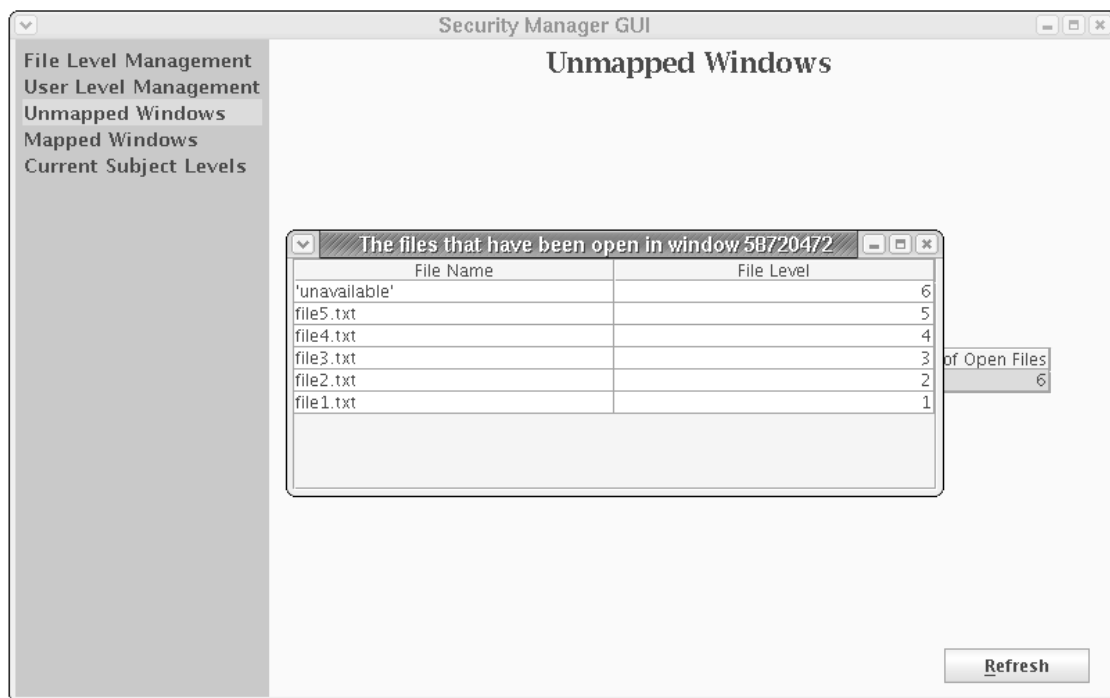 Security Manager GUI
File Level Management
User Level Management
Unmapped Windows
Mapped Windows
Current Subject Levels
Unmapped Windows
The files that have been open in window 58720472
File Name File Level
'unavailable' 6
file5.txt 5
file4.txt 4
file3.txt 3
file2.txt 2
file1.txt 1
of Open Files
6
Refresh